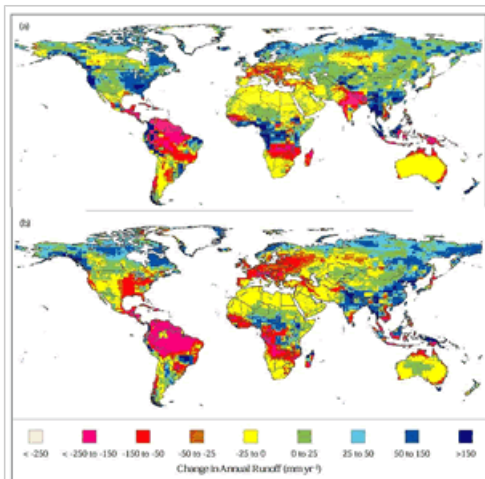 (a)
(b)
< -250 < -250 to -150 -150 to -50 -50 to -25 -25 to 0 0 to 25 25 to 50 50 to 150 >150
Change in Annual Runoff (mm yr⁻¹)